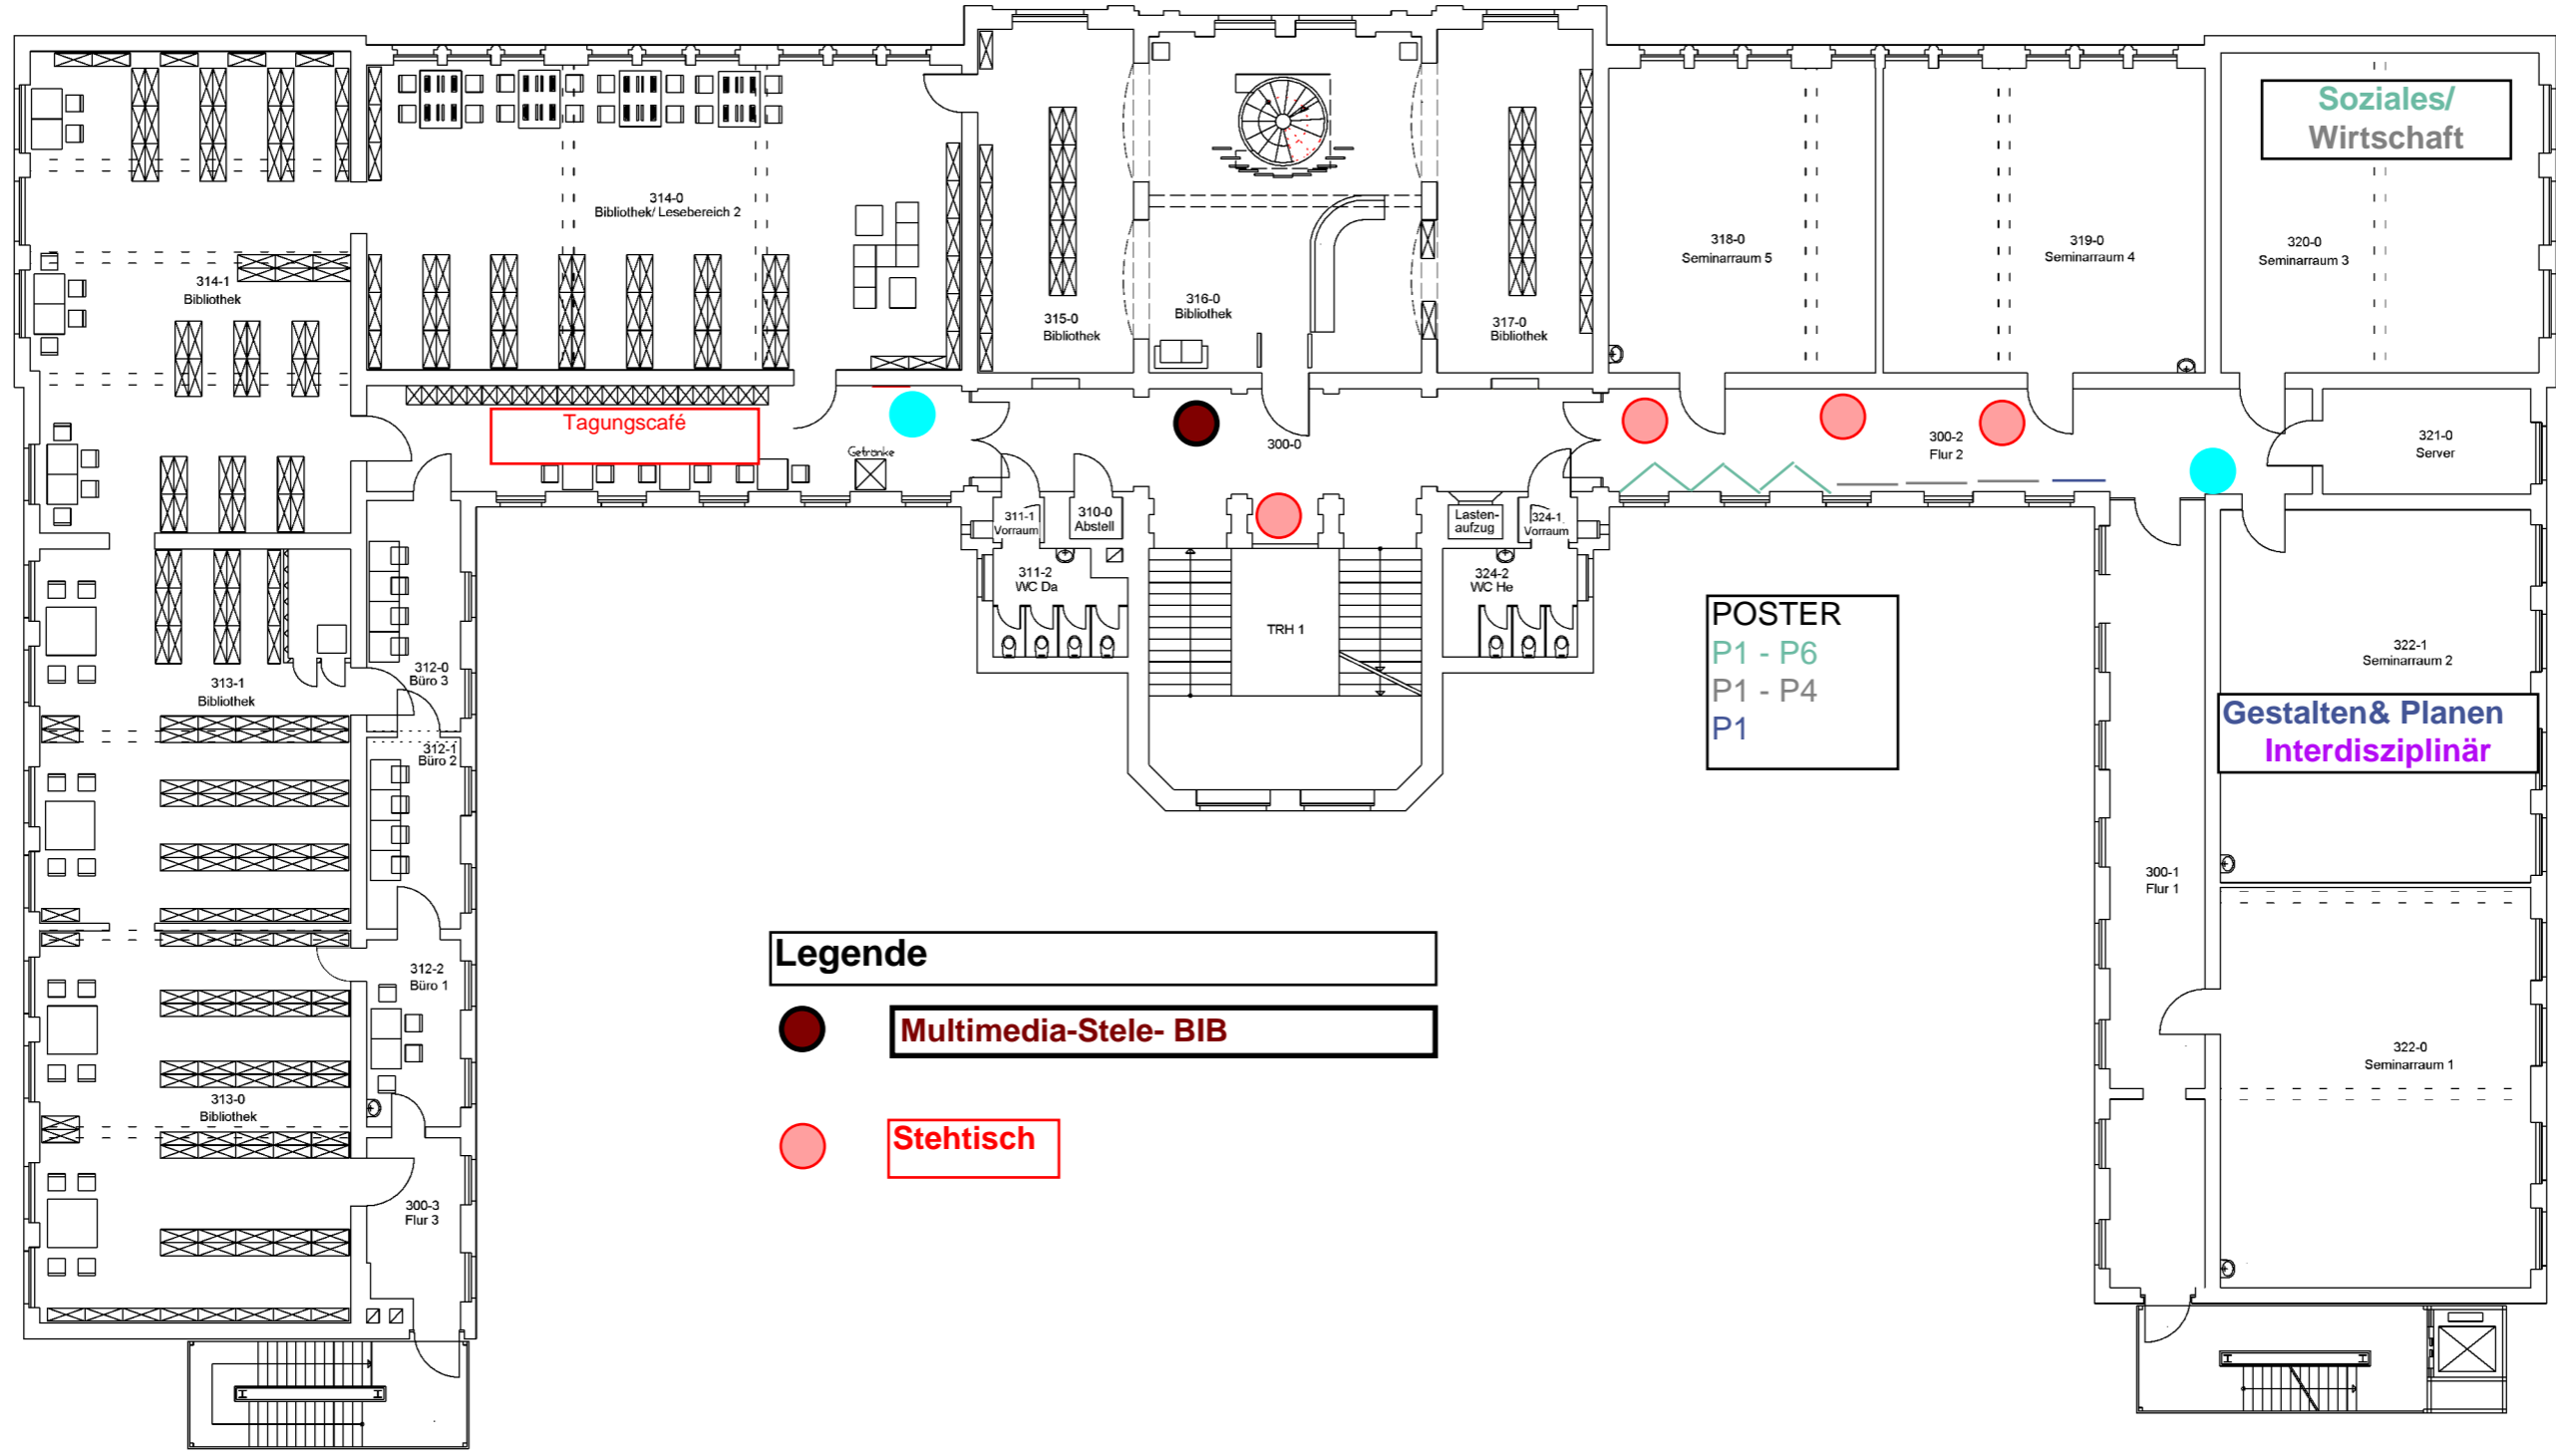 Soziales/
Wirtschaft
314-0
Bibliothek/ Lesebereich 2
318-0
Seminarraum 5
319-0
Seminarraum 4
320-0
Seminarraum 3
314-1
Bibliothek
315-0
Bibliothek
316-0
Bibliothek
317-0
Bibliothek
Tagungscafé
Getränke
300-0
300-2
Flur 2
321-0
Server
311-1
Vorraum
310-0
Abstell
Lasten-
aufzug
324-1
Vorraum
311-2
WC Da
324-2
WC He
TRH 1
POSTER
P1 - P6
P1 - P4
P1
322-1
Seminarraum 2
Gestalten& Planen
Interdisziplinär
312-0
Büro 3
313-1
Bibliothek
312-1
Büro 2
300-1
Flur 1
Legende
Multimedia-Stele- BIB
Stehtisch
312-2
Büro 1
322-0
Seminarraum 1
313-0
Bibliothek
300-3
Flur 3